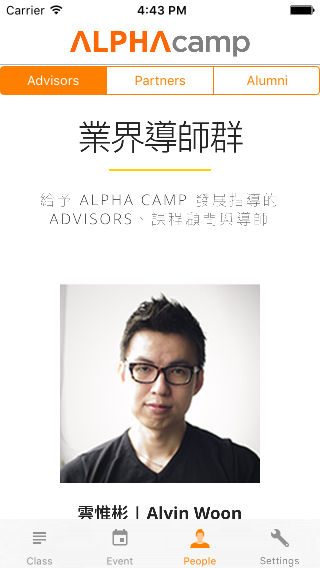 Carrier 4:43 PM
ALPHAcamp
Advisors Partners Alumni
業界導師群
給予 ALPHA CAMP 發展指導的
ADVISORS、課程顧問與導師
雲惟彬 | Alvin Woon
Class Event People Settings